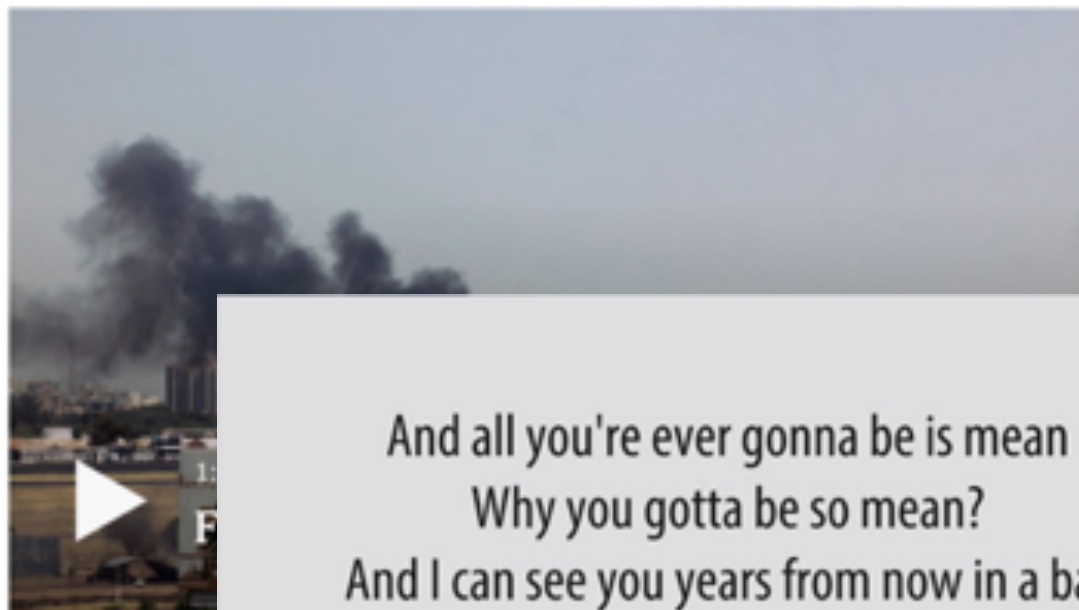 1:
F
And all you're ever gonna be is mean
Why you gotta be so mean?
And I can see you years from now in a